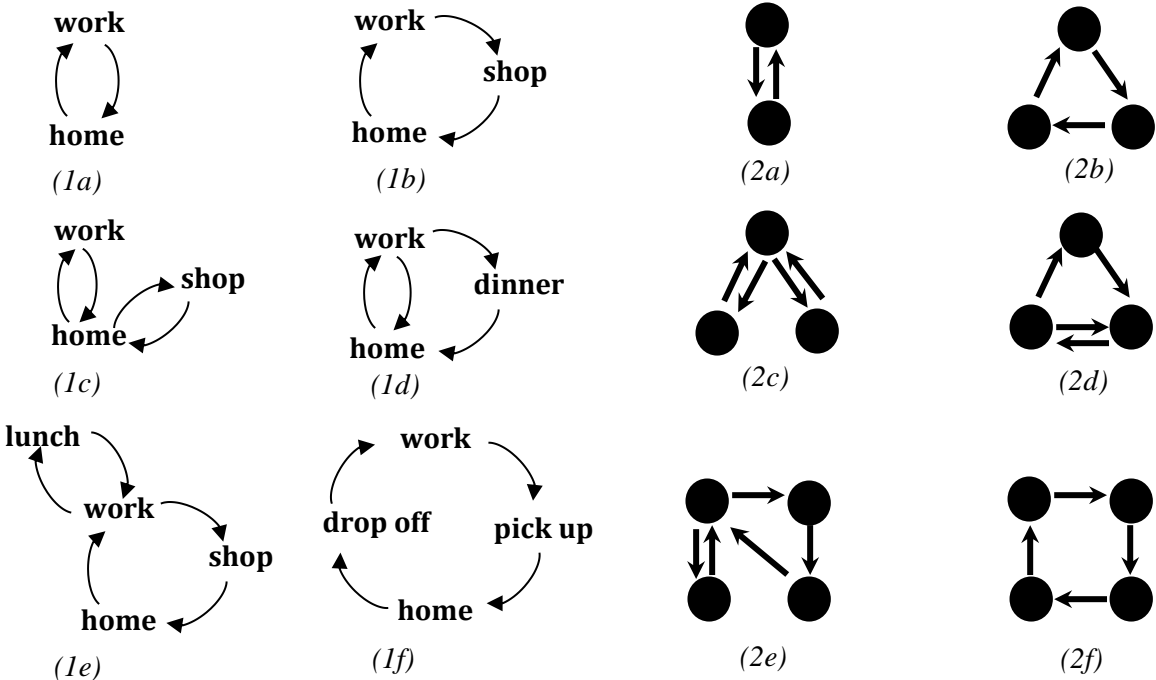 work
home
(1a)
work
shop
home
(1b)
(2a)
(2b)
work
shop
home
(1c)
work
dinner
home
(1d)
(2c)
(2d)
lunch
work
shop
home
(1e)
work
drop off
pick up
home
(1f)
(2e)
(2f)